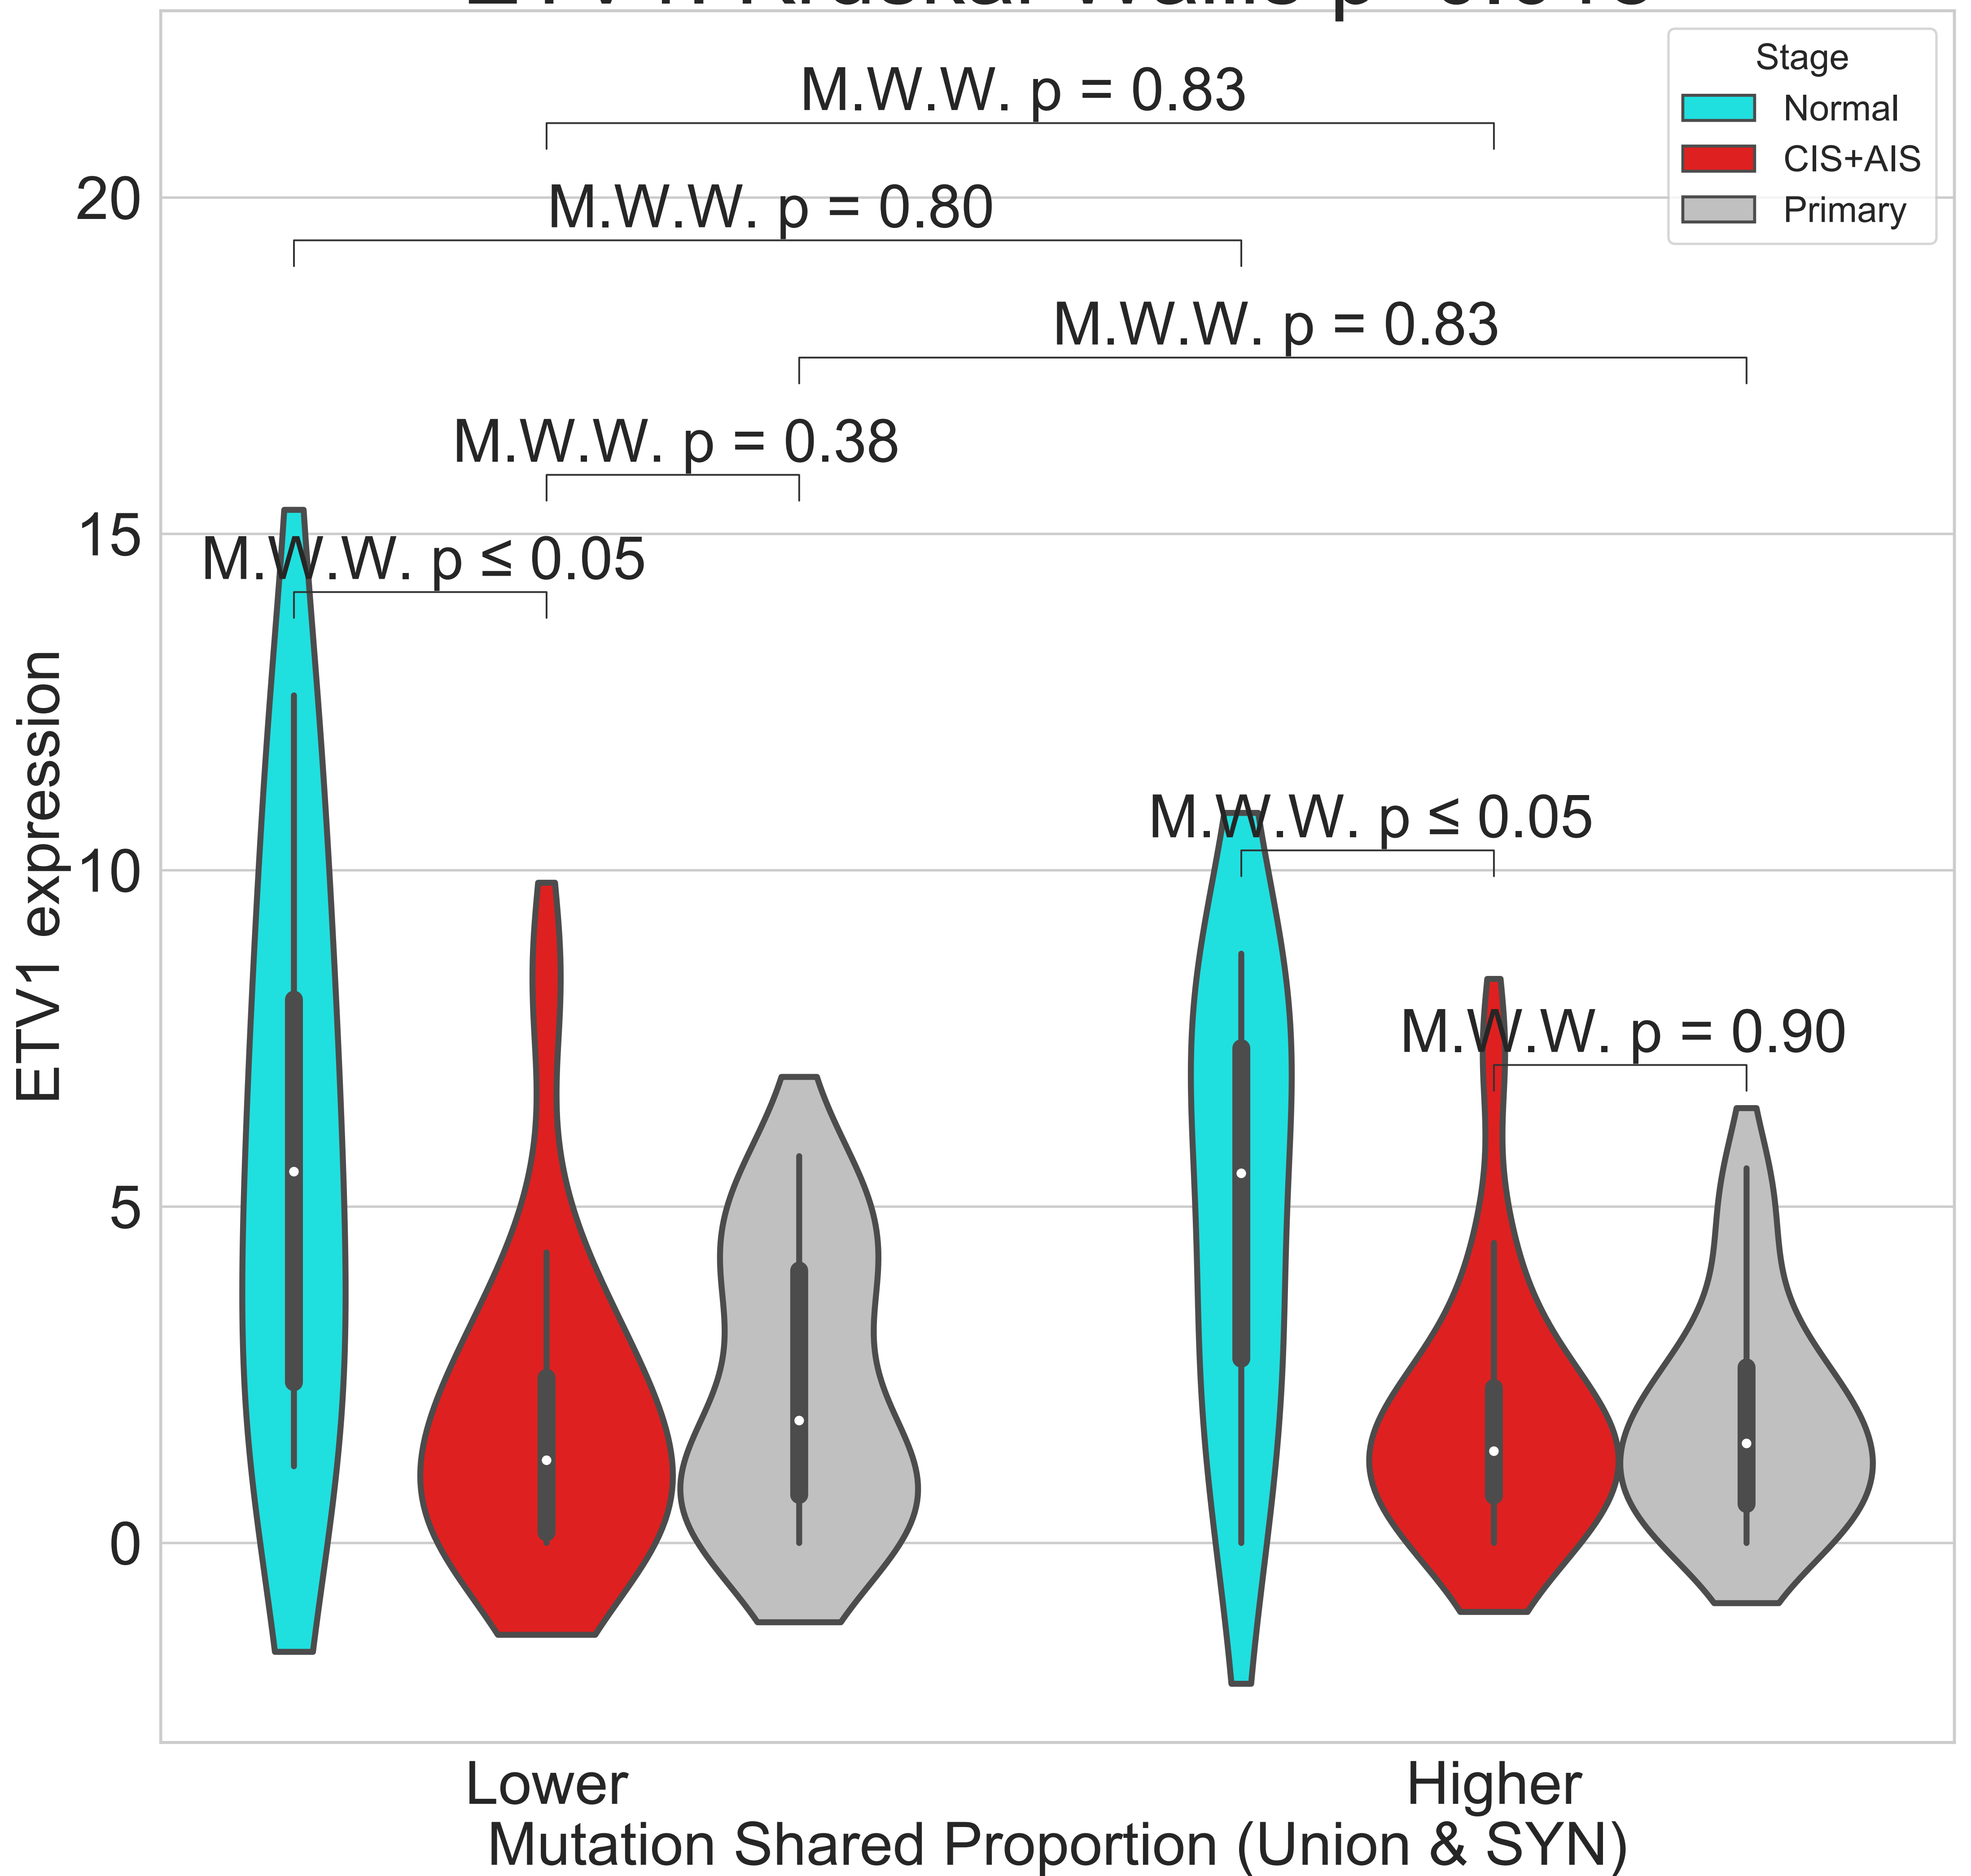 Stage
Normal
CIS+AIS
Primary
M.W.W. p = 0.83
M.W.W. p = 0.80
M.W.W. p = 0.83
M.W.W. p = 0.38
M.W.W. p ≤ 0.05
M.W.W. p ≤ 0.05
M.W.W. p = 0.90
ETV1 expression
20
15
10
5
0
Lower
Higher
Mutation Shared Proportion (Union & SYN)